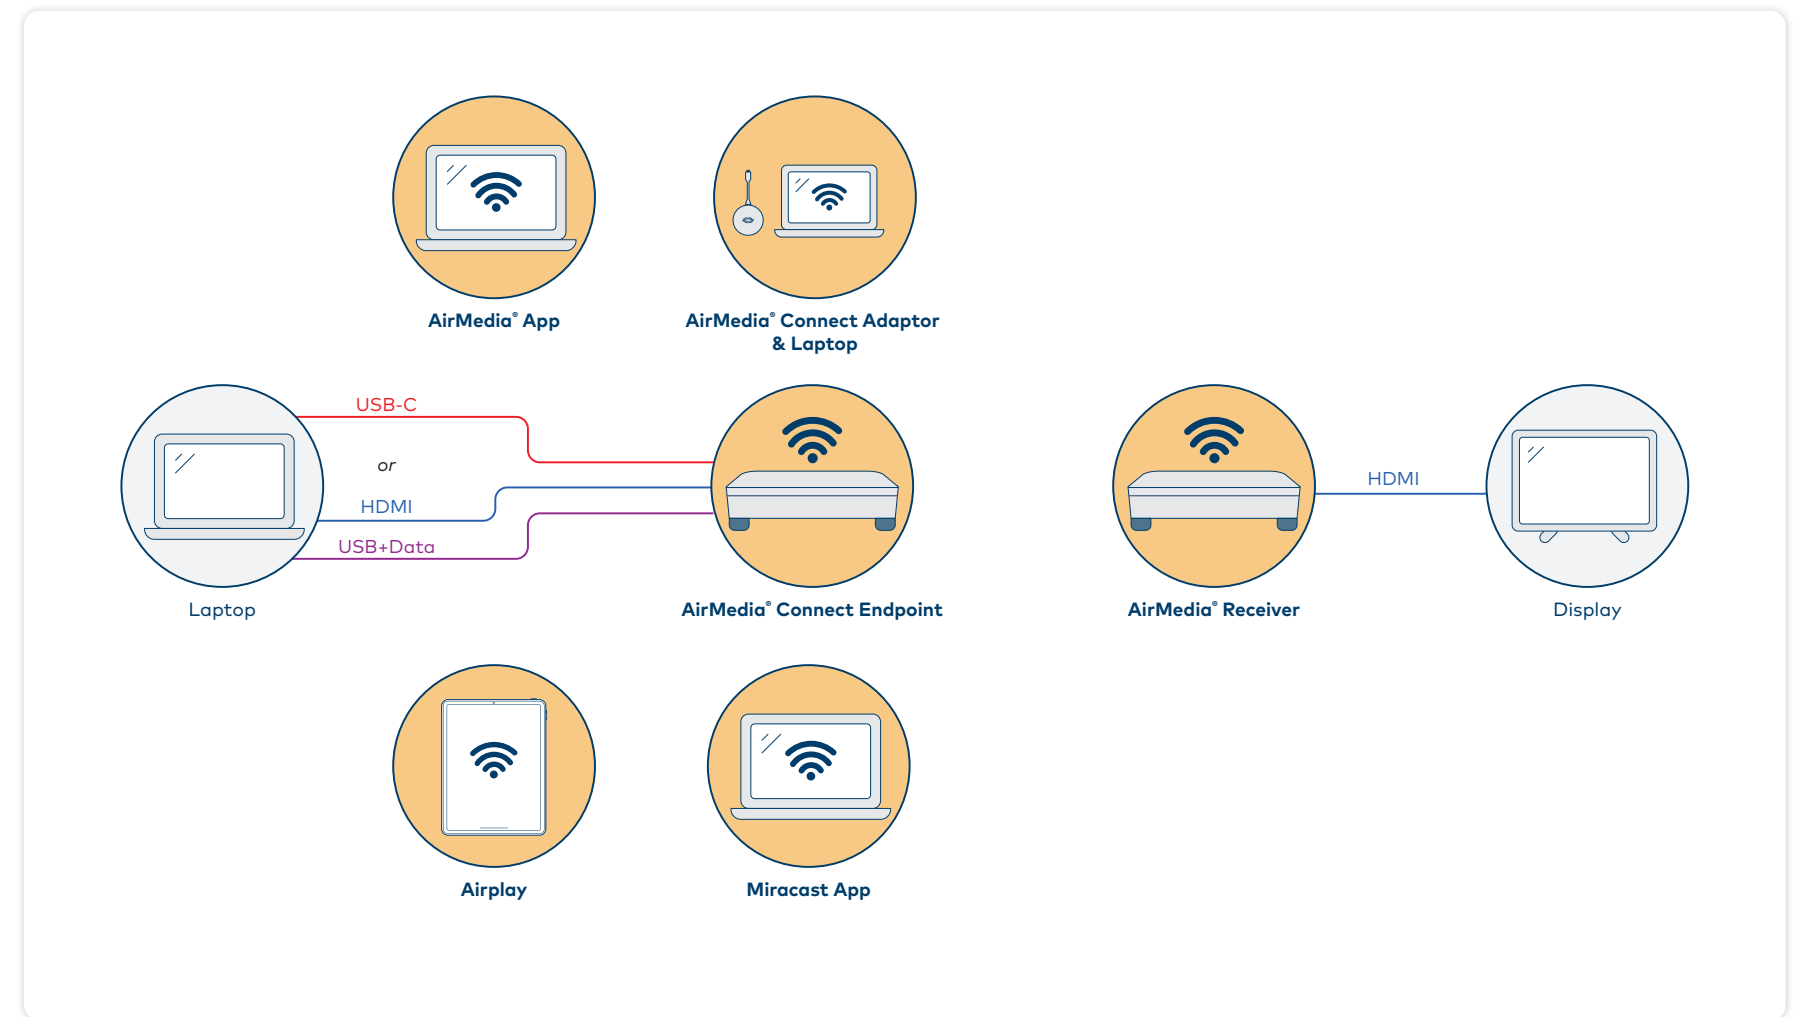 AirMedia® App
AirMedia® Connect Adaptor
& Laptop
USB-C
or
HDMI
USB+Data
HDMI
Laptop
AirMedia® Connect Endpoint
AirMedia® Receiver
Display
Airplay
Miracast App